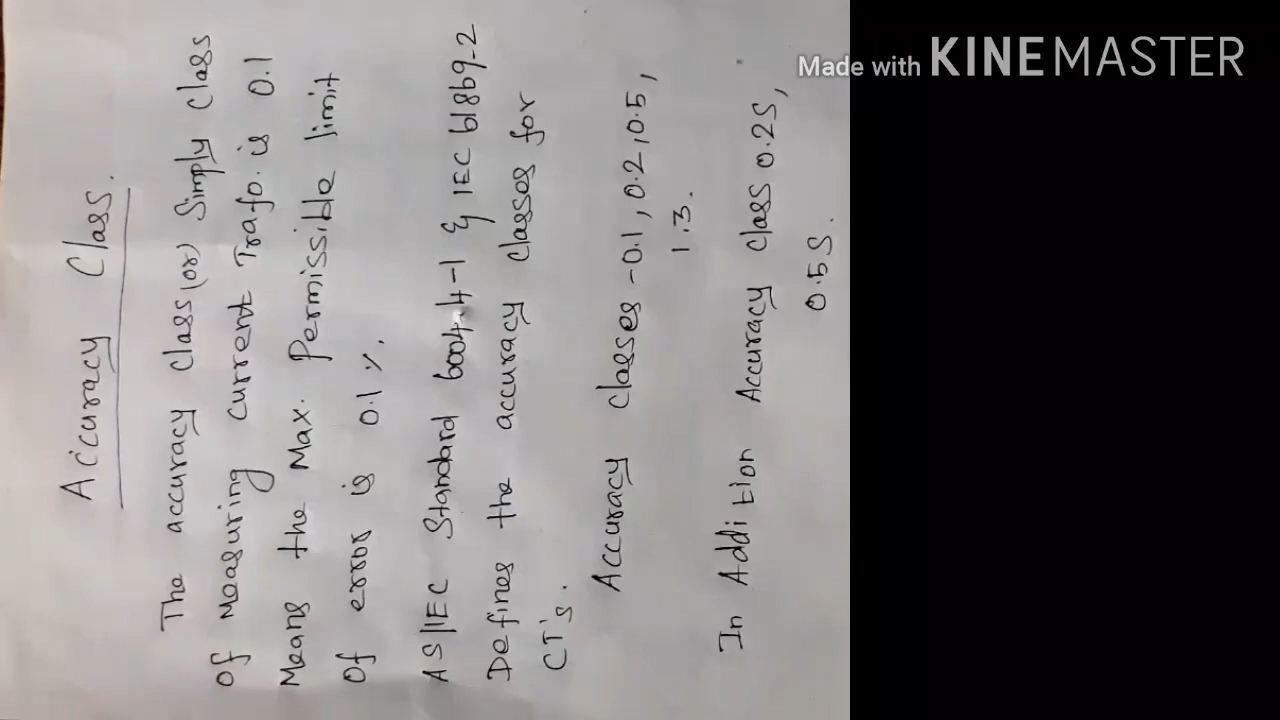 Accuracy Class.
The accuracy class (or) Simply Class
of Measuring current Trafo. is 0.1
Means the Max. Permissible limit
of error is 0.1 %.
AS|IEC Standard 60044-1 & IEC 61869-2
Defines the accuracy classes for
CT's.
Accuracy classes - 0.1, 0.2, 0.5,
1.3.
In Addition Accuracy class 0.2S,
0.5S.
Made with KINEMASTER